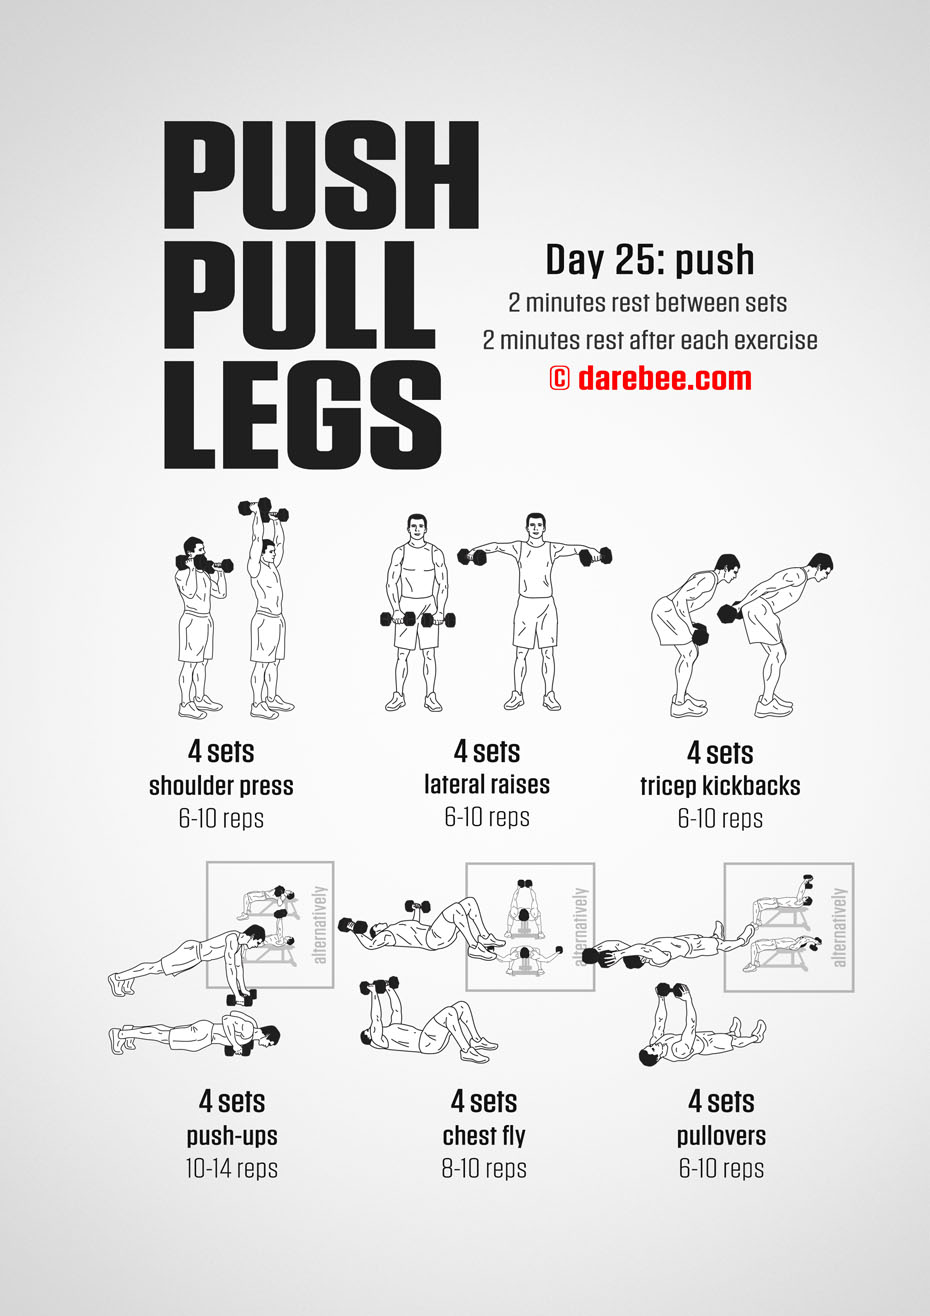 PUSH
PULL
LEGS
Day 25: push
2 minutes rest between sets
2 minutes rest after each exercise
© darebee.com
4 sets
shoulder press
6-10 reps
4 sets
lateral raises
6-10 reps
4 sets
tricep kickbacks
6-10 reps
alternatively
alternatively
alternatively
4 sets
push-ups
10-14 reps
4 sets
chest fly
8-10 reps
4 sets
pullovers
6-10 reps